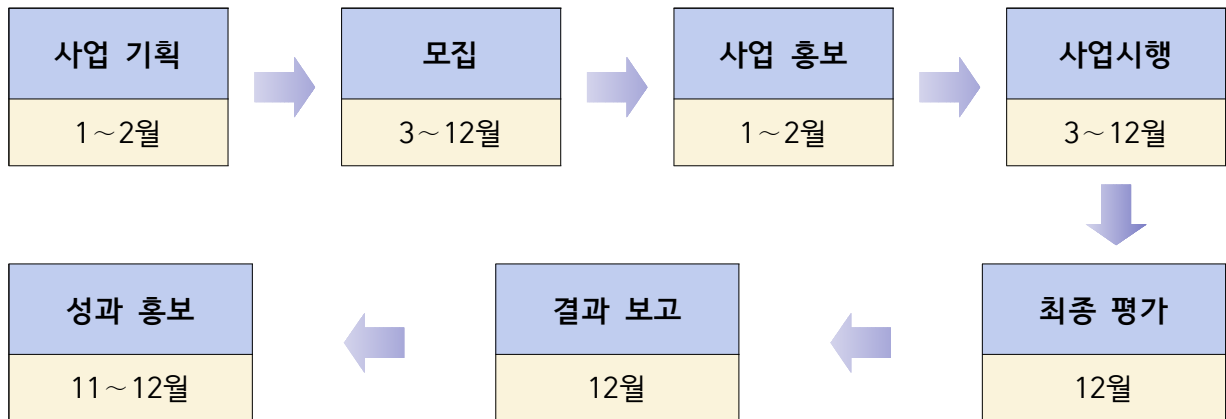 사업 기획
1～2월
모집
3～12월
사업 홍보
1～2월
사업시행
3～12월
최종 평가
12월
결과 보고
12월
성과 홍보
11～12월